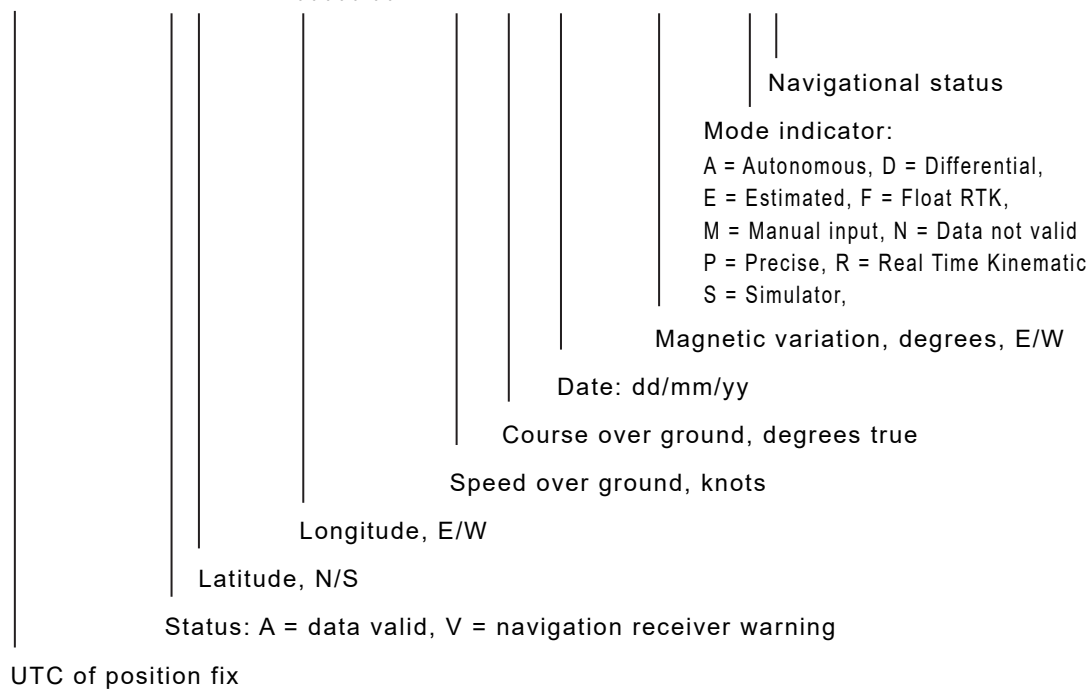 Navigational status
Mode indicator:
A = Autonomous, D = Differential,
E = Estimated, F = Float RTK,
M = Manual input, N = Data not valid
P = Precise, R = Real Time Kinematic
S = Simulator,
Magnetic variation, degrees, E/W
Date: dd/mm/yy
Course over ground, degrees true
Speed over ground, knots
Longitude, E/W
Latitude, N/S
Status: A = data valid, V = navigation receiver warning
UTC of position fix